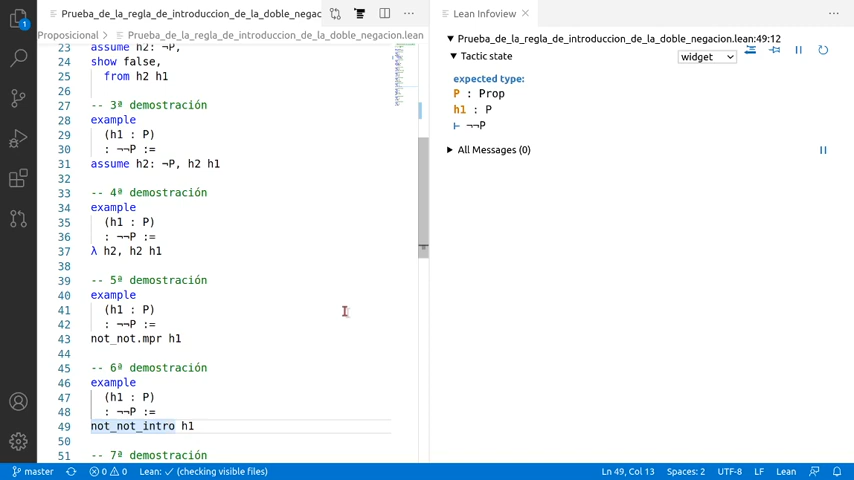 Prueba_de_la_regla_de_introduccion_de_la_doble_negac
Lean Infoview
1
Proposicional > Prueba_de_la_regla_de_introduccion_de_la_doble_negacion.lean
Prueba_de_la_regla_de_introduccion_de_la_doble_negacion.lean:49:12
Tactic state
widget
expected type:
P : Prop
h1 : P
⊢ ¬¬P
All Messages (0)
23 assume h2: ¬P,
24 show false,
25 from h2 h1
26
27 -- 3ª demostración
28 example
29 (h1 : P)
30 : ¬¬P :=
31 assume h2: ¬P, h2 h1
32
33 -- 4ª demostración
34 example
35 (h1 : P)
36 : ¬¬P :=
37 λ h2, h2 h1
38
39 -- 5ª demostración
40 example
41 (h1 : P)
42 : ¬¬P :=
43 not_not.mpr h1
44
45 -- 6ª demostración
46 example
47 (h1 : P)
48 : ¬¬P :=
49 not_not_intro h1
50
51 -- 7ª demostración
master 0 0 Lean: ✓ (checking visible files) Ln 49, Col 13 Spaces: 2 UTF-8 LF Lean